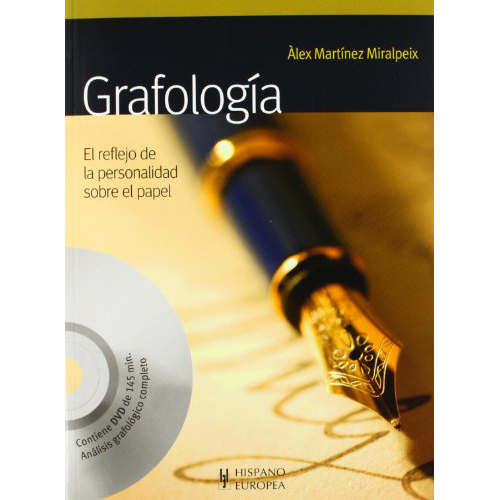 Àlex Martínez Miralpeix
Grafología
El reflejo de
la personalidad
sobre el papel
Contiene DVD de 145 min.
Análisis grafológico completo
H HISPANO
EUROPEA